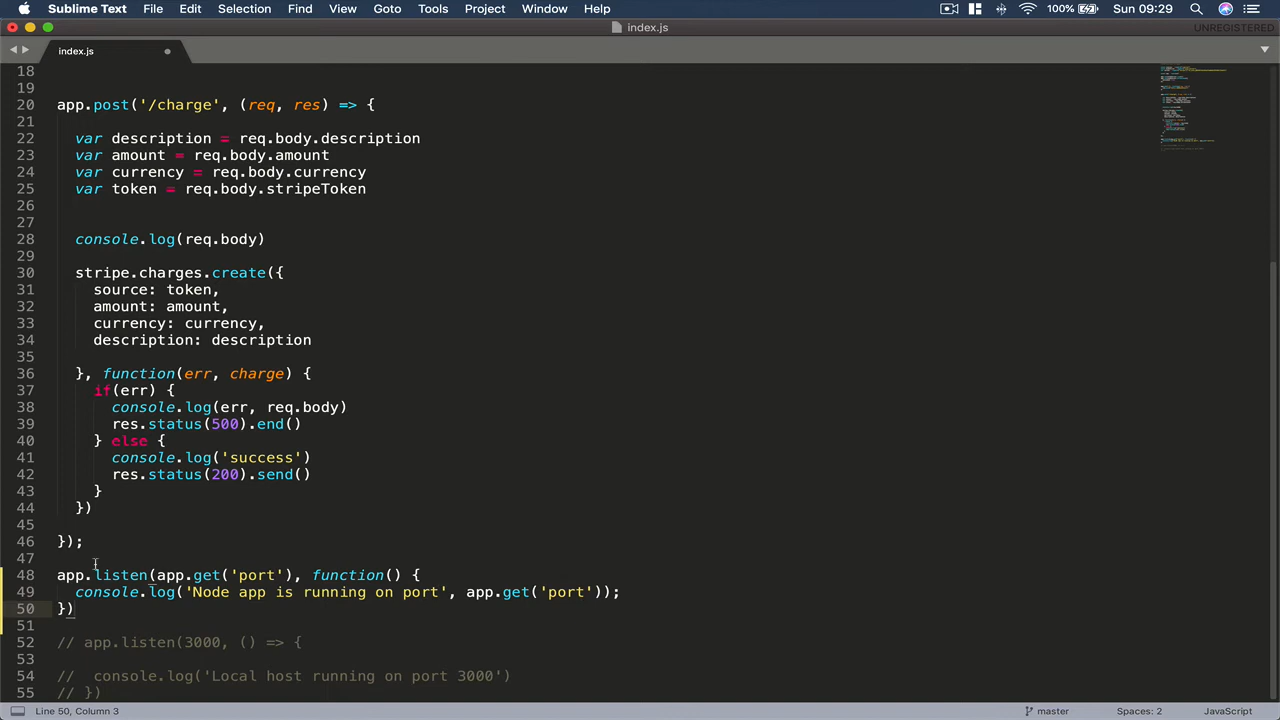 Sublime Text File Edit Selection Find View Goto Tools Project Window Help 100% Sun 09:29
index.js UNREGISTERED
index.js
18
19
20 app.post('/charge', (req, res) => {
21
22 var description = req.body.description
23 var amount = req.body.amount
24 var currency = req.body.currency
25 var token = req.body.stripeToken
26
27
28 console.log(req.body)
29
30 stripe.charges.create({
31 source: token,
32 amount: amount,
33 currency: currency,
34 description: description
35
36 }, function(err, charge) {
37 if(err) {
38 console.log(err, req.body)
39 res.status(500).end()
40 } else {
41 console.log('success')
42 res.status(200).send()
43 }
44 })
45
46 });
47
48 app.listen(app.get('port'), function() {
49 console.log('Node app is running on port', app.get('port'));
50 })
51
52 // app.listen(3000, () => {
53
54 // console.log('Local host running on port 3000')
55 // })
Line 50, Column 3 master Spaces: 2 JavaScript